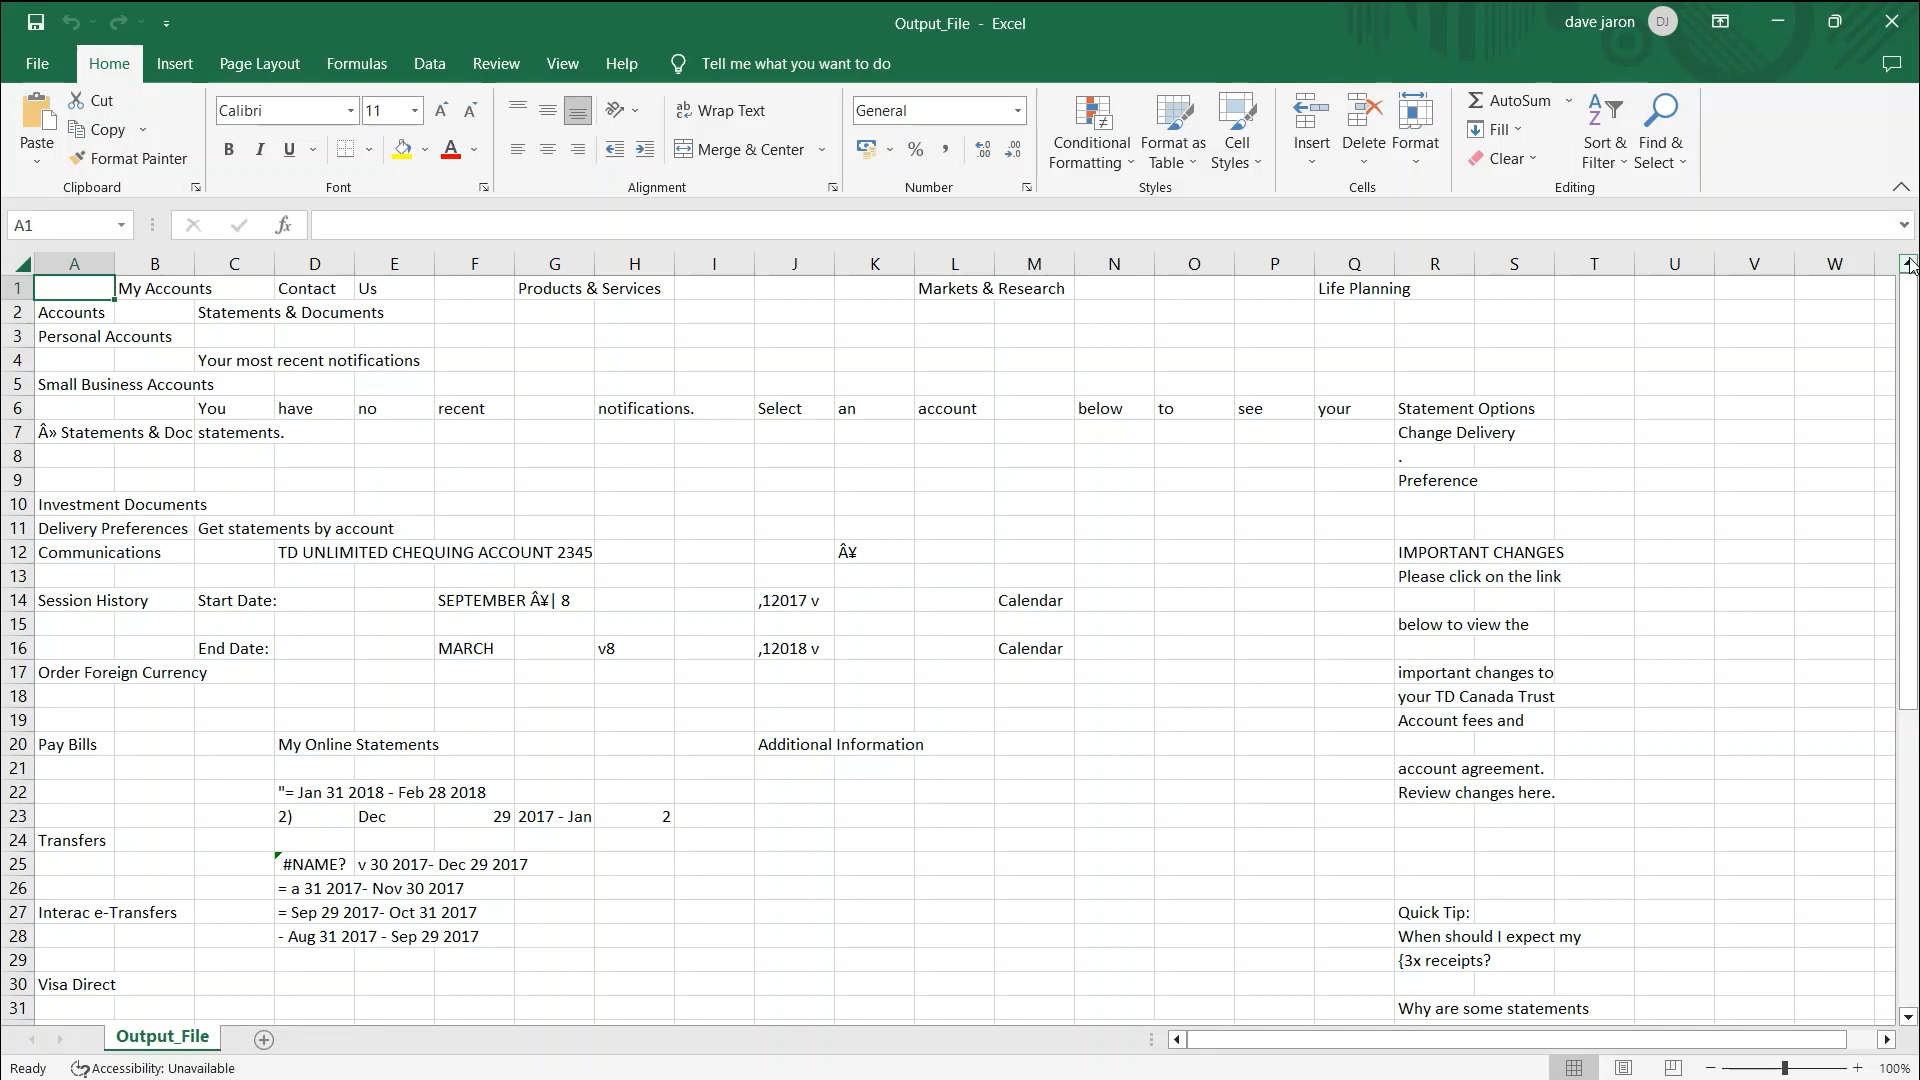 Output_File - Excel
dave jaron DJ
File Home Insert Page Layout Formulas Data Review View Help Tell me what you want to do
Paste
Cut
Copy
Format Painter
Clipboard
Calibri 11 A A
B I U A
Font
ab Wrap Text
Merge & Center
Alignment
General
% , .00
Number
Conditional Formatting
Format as Table
Cell Styles
Styles
Insert Delete Format
Cells
AutoSum
Fill
Clear
Sort & Filter
Find & Select
Editing
A1 fx
A B C D E F G H I J K L M N O P Q R S T U V W
1 My Accounts Contact Us Products & Services Markets & Research Life Planning
2 Accounts Statements & Documents
3 Personal Accounts
4 Your most recent notifications
5 Small Business Accounts
6 You have no recent notifications. Select an account below to see your Statement Options
7 Â» Statements & Doc statements. Change Delivery
8 .
9 Preference
10 Investment Documents
11 Delivery Preferences Get statements by account
12 Communications TD UNLIMITED CHEQUING ACCOUNT 2345 Â¥ IMPORTANT CHANGES
13 Please click on the link
14 Session History Start Date: SEPTEMBER Â¥| 8 ,12017 v Calendar
15 below to view the
16 End Date: MARCH v8 ,12018 v Calendar
17 Order Foreign Currency important changes to
18 your TD Canada Trust
19 Account fees and
20 Pay Bills My Online Statements Additional Information
21 account agreement.
22 "= Jan 31 2018 - Feb 28 2018 Review changes here.
23 2) Dec 29 2017 - Jan 2
24 Transfers
25 #NAME? v 30 2017- Dec 29 2017
26 = a 31 2017- Nov 30 2017
27 Interac e-Transfers = Sep 29 2017- Oct 31 2017 Quick Tip:
28 - Aug 31 2017 - Sep 29 2017 When should I expect my
29 {3x receipts?
30 Visa Direct
31 Why are some statements
Output_File
Ready Accessibility: Unavailable 100%